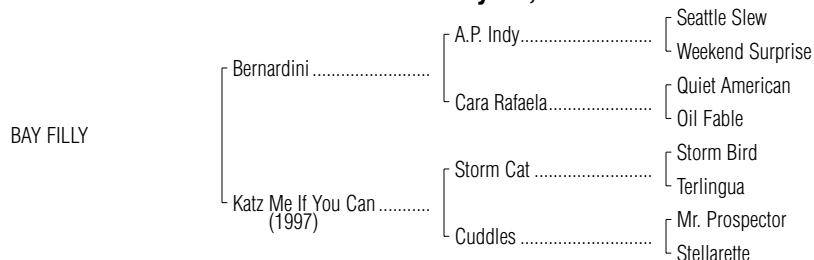 Seattle Slew
A.P. Indy..............................
Weekend Surprise
Bernardini .........................
Quiet American
Cara Rafaela........................
Oil Fable
BAY FILLY
Storm Bird
Storm Cat ...........................
Terlingua
Katz Me If You Can ...........
(1997)
Mr. Prospector
Cuddles ..............................
Stellarette